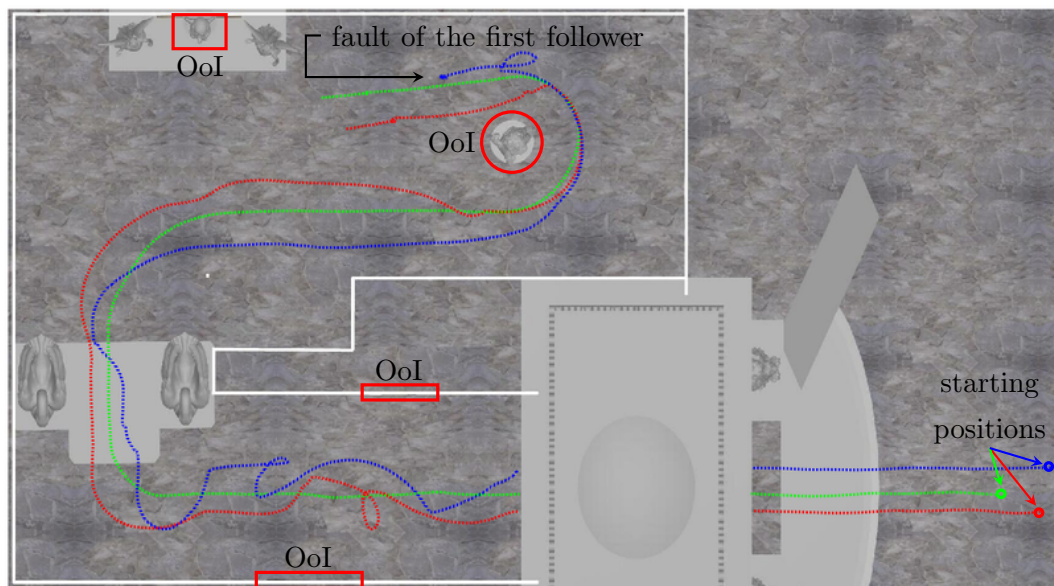 fault of the first follower
OoI
OoI
OoI
starting
positions
OoI